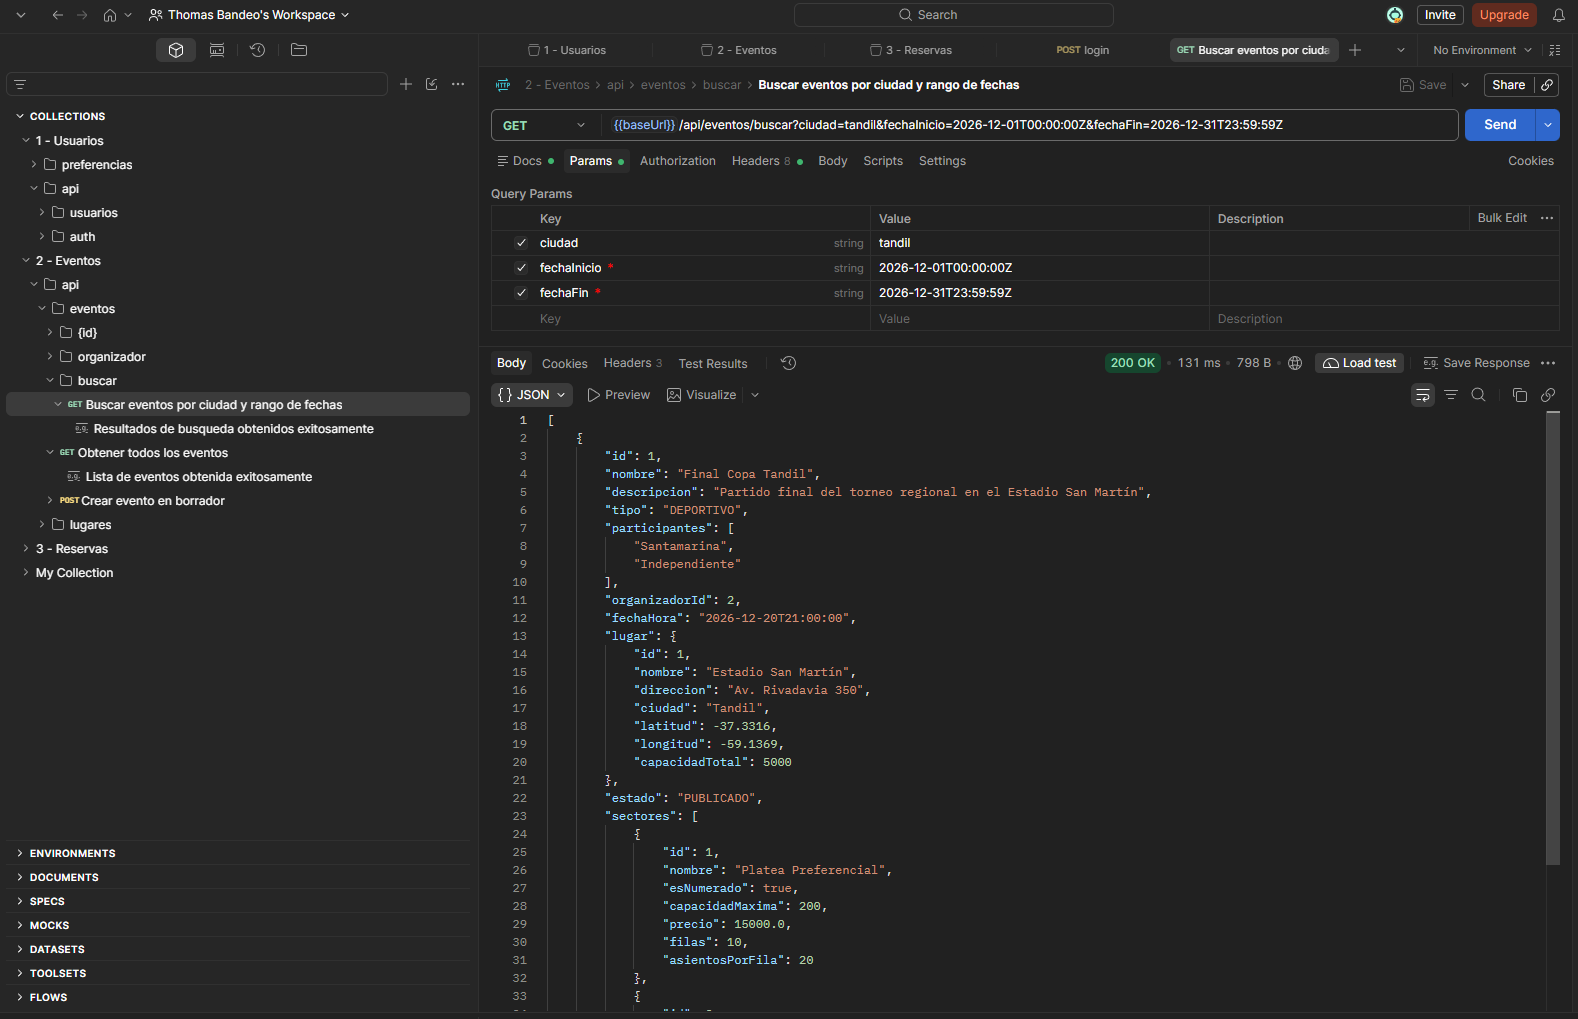 Thomas Bandeo's Workspace
Search
Invite
Upgrade
1 - Usuarios
2 - Eventos
3 - Reservas
POST login
GET Buscar eventos por ciuda
No Environment
2 - Eventos > api > eventos > buscar > Buscar eventos por ciudad y rango de fechas
Save
Share
COLLECTIONS
1 - Usuarios
preferencias
api
usuarios
auth
2 - Eventos
api
eventos
{id}
organizador
buscar
GET Buscar eventos por ciudad y rango de fechas
e.g. Resultados de busqueda obtenidos exitosamente
GET Obtener todos los eventos
e.g. Lista de eventos obtenida exitosamente
POST Crear evento en borrador
lugares
3 - Reservas
My Collection
ENVIRONMENTS
DOCUMENTS
SPECS
MOCKS
DATASETS
TOOLSETS
FLOWS
HTTP
GET
{{baseUrl}} /api/eventos/buscar?ciudad=tandil&fechaInicio=2026-12-01T00:00:00Z&fechaFin=2026-12-31T23:59:59Z
Send
Docs
Params
Authorization
Headers 8
Body
Scripts
Settings
Cookies
Query Params
Key
Value
Description
Bulk Edit
ciudad string tandil
fechaInicio * string 2026-12-01T00:00:00Z
fechaFin * string 2026-12-31T23:59:59Z
Key Value Description
Body
Cookies
Headers 3
Test Results
200 OK
131 ms
798 B
Load test
e.g. Save Response
{} JSON
Preview
Visualize
1 [
2 {
3 "id": 1,
4 "nombre": "Final Copa Tandil",
5 "descripcion": "Partido final del torneo regional en el Estadio San Martín",
6 "tipo": "DEPORTIVO",
7 "participantes": [
8 "Santamarina",
9 "Independiente"
10 ],
11 "organizadorId": 2,
12 "fechaHora": "2026-12-20T21:00:00",
13 "lugar": {
14 "id": 1,
15 "nombre": "Estadio San Martín",
16 "direccion": "Av. Rivadavia 350",
17 "ciudad": "Tandil",
18 "latitud": -37.3316,
19 "longitud": -59.1369,
20 "capacidadTotal": 5000
21 },
22 "estado": "PUBLICADO",
23 "sectores": [
24 {
25 "id": 1,
26 "nombre": "Platea Preferencial",
27 "esNumerado": true,
28 "capacidadMaxima": 200,
29 "precio": 15000.0,
30 "filas": 10,
31 "asientosPorFila": 20
32 },
33 {